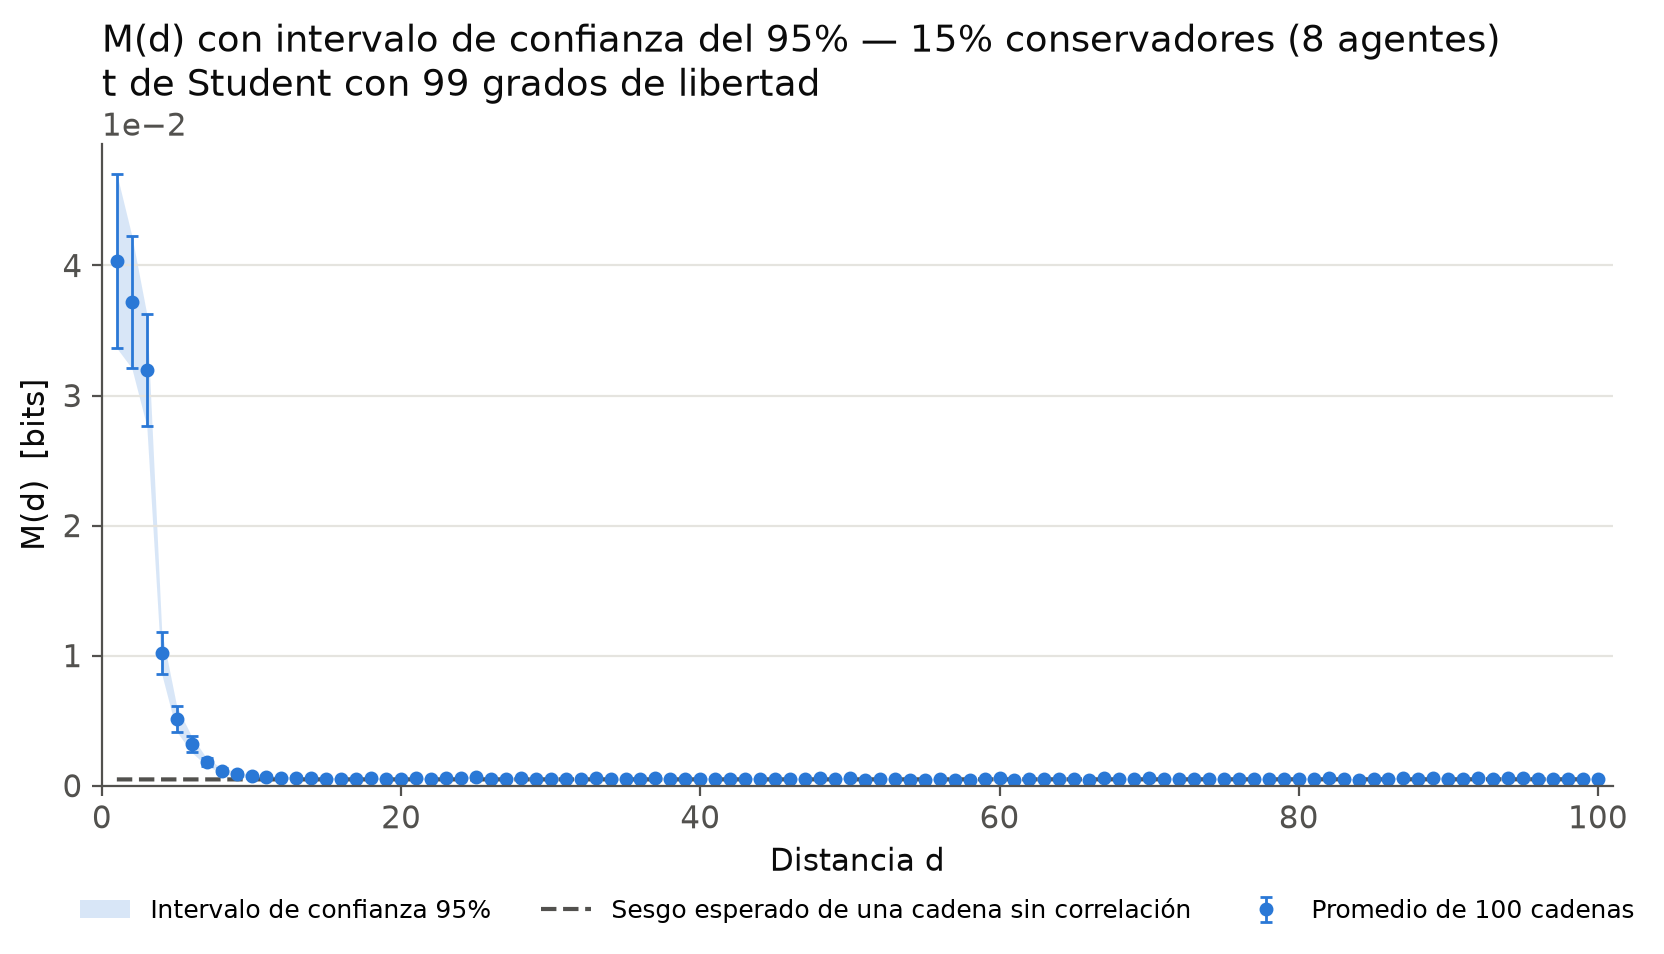 M(d) con intervalo de confianza del 95% — 15% conservadores (8 agentes)
t de Student con 99 grados de libertad
1e−2
4
3
2
1
0
M(d) [bits]
0 20 40 60 80 100
Distancia d
Intervalo de confianza 95% Sesgo esperado de una cadena sin correlación Promedio de 100 cadenas